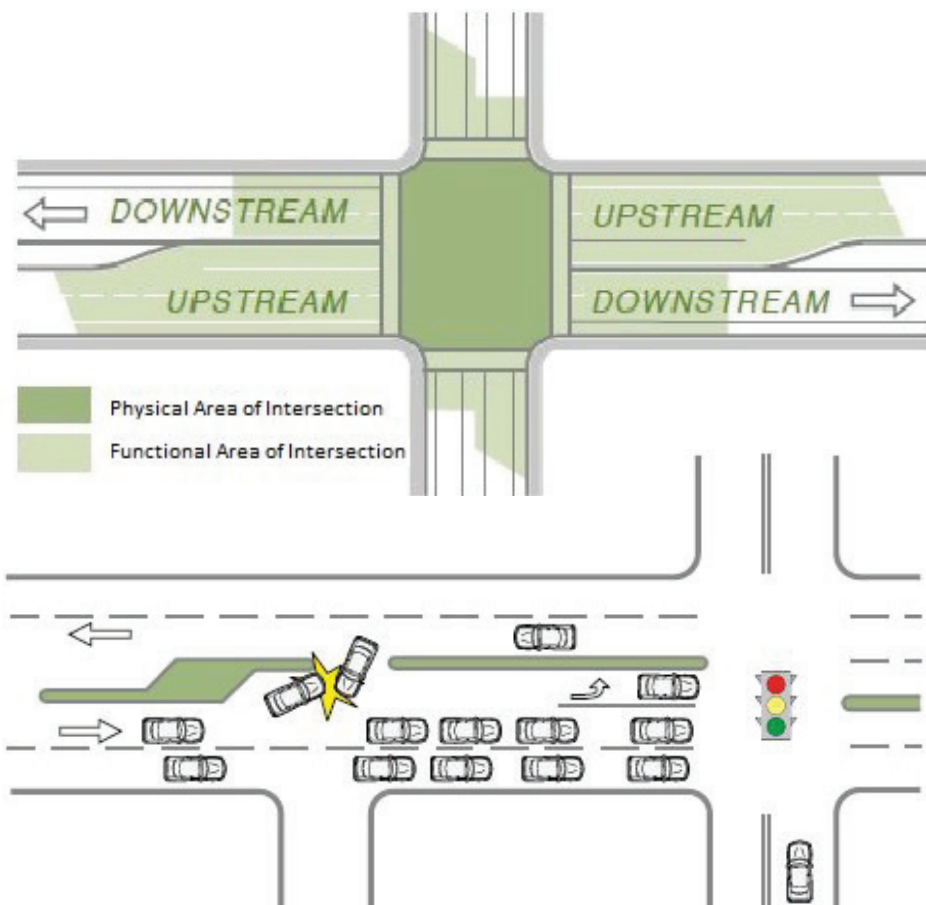 DOWNSTREAM
UPSTREAM
UPSTREAM
DOWNSTREAM
Physical Area of Intersection
Functional Area of Intersection